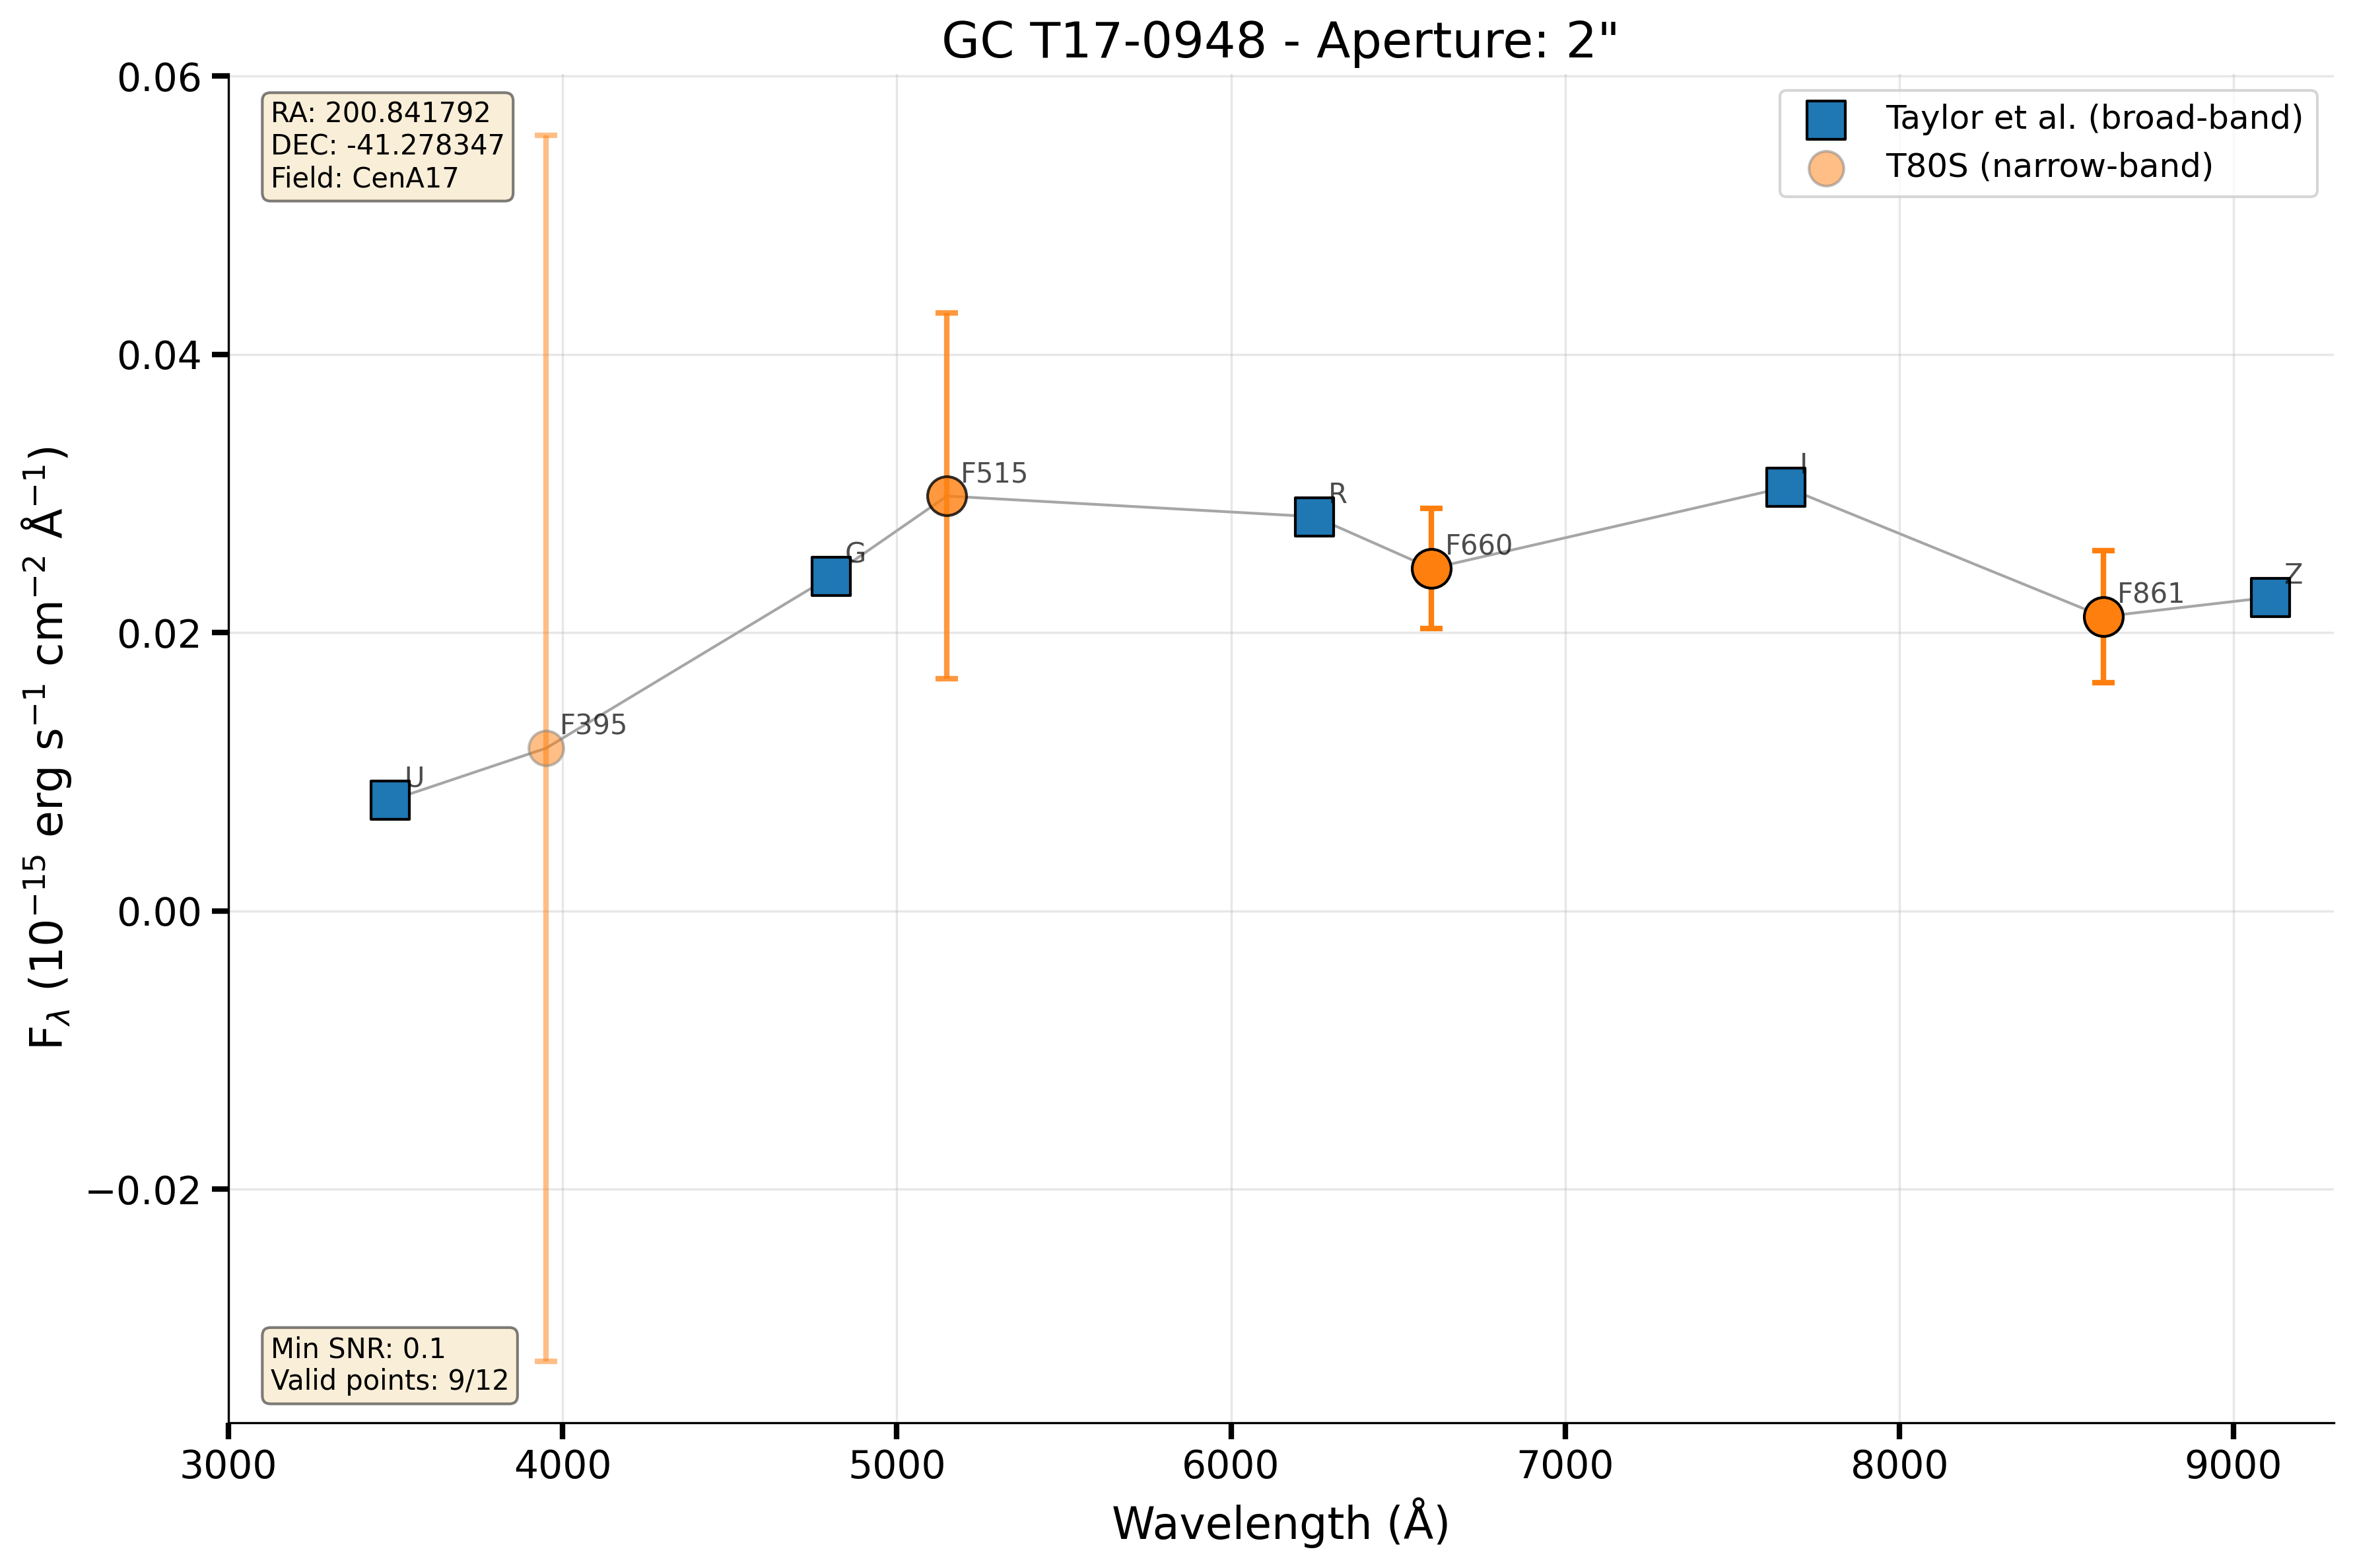 GC T17-0948 - Aperture: 2"
RA: 200.841792
DEC: -41.278347
Field: CenA17
Taylor et al. (broad-band)
T80S (narrow-band)
0.06
0.04
0.02
0.00
−0.02
F_λ (10⁻¹⁵ erg s⁻¹ cm⁻² Å⁻¹)
U
F395
G
F515
R
F660
I
F861
Z
Min SNR: 0.1
Valid points: 9/12
3000 4000 5000 6000 7000 8000 9000
Wavelength (Å)